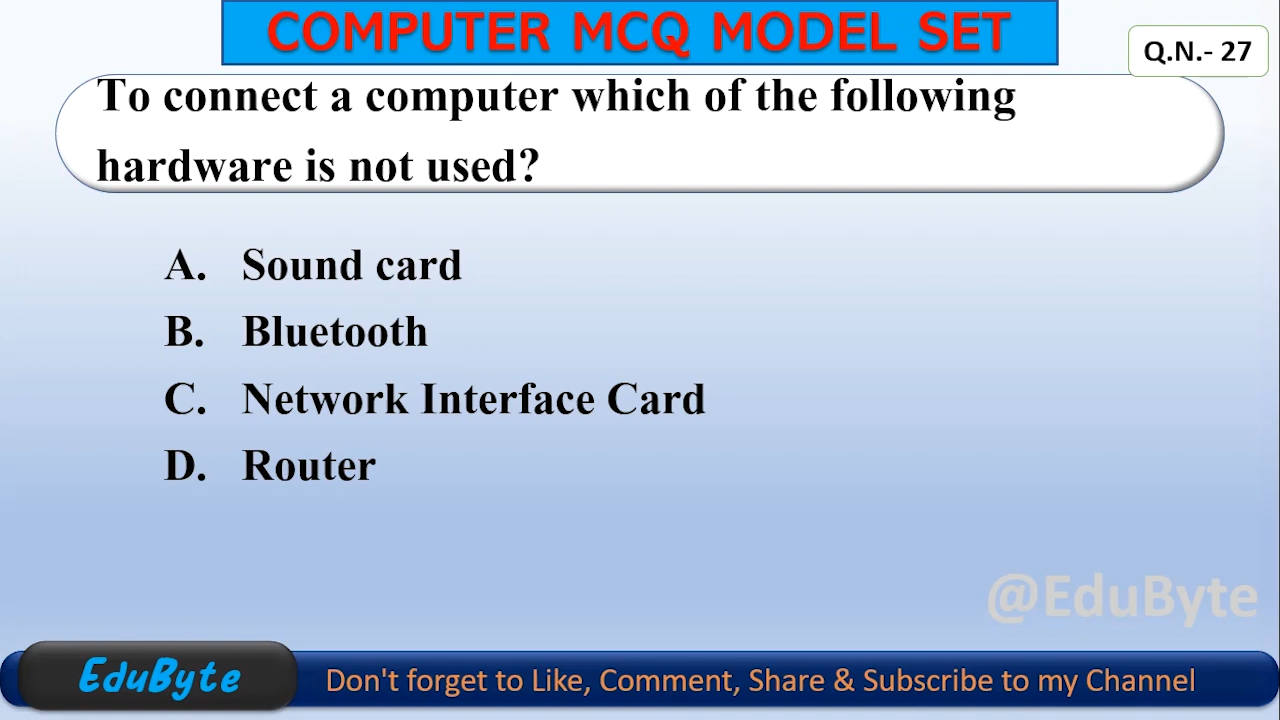 COMPUTER MCQ MODEL SET
Q.N.- 27
To connect a computer which of the following
hardware is not used?
A. Sound card
B. Bluetooth
C. Network Interface Card
D. Router
@EduByte
EduByte
Don't forget to Like, Comment, Share & Subscribe to my Channel